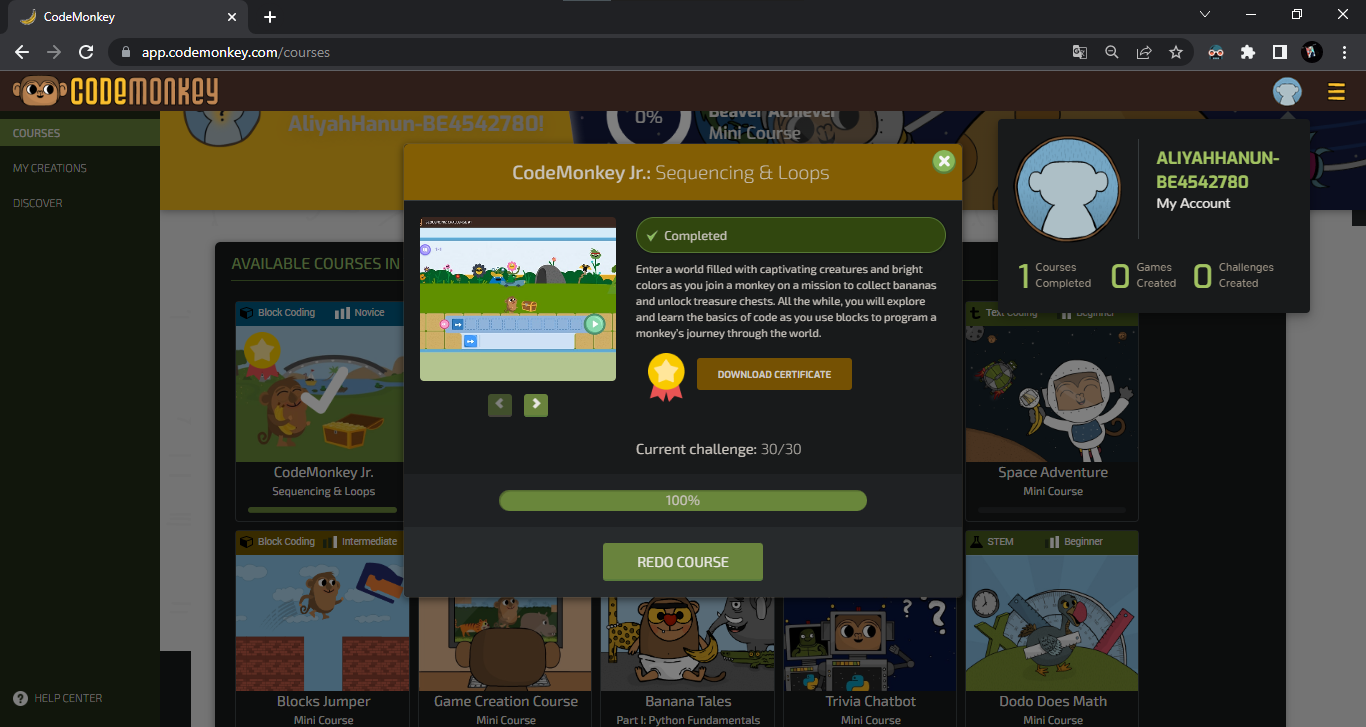 CodeMonkey
app.codemonkey.com/courses
CODEMONKEY
COURSES
MY CREATIONS
DISCOVER
HELP CENTER
AliyahHanun-BE4542780!
0%
Beaver Achiever
Mini Course
ALIYAHHANUN-
BE4542780
My Account
1 Courses Completed
0 Games Created
0 Challenges Created
CodeMonkey Jr.: Sequencing & Loops
Completed
Enter a world filled with captivating creatures and bright
colors as you join a monkey on a mission to collect bananas
and unlock treasure chests. All the while, you will explore
and learn the basics of code as you use blocks to program a
monkey's journey through the world.
DOWNLOAD CERTIFICATE
Current challenge: 30/30
100%
REDO COURSE
AVAILABLE COURSES IN
Block Coding
Novice
CodeMonkey Jr.
Sequencing & Loops
Text Coding
Beginner
Space Adventure
Mini Course
Block Coding
Intermediate
Blocks Jumper
Mini Course
Game Creation Course
Mini Course
Banana Tales
Part I: Python Fundamentals
Trivia Chatbot
Mini Course
STEM
Beginner
Dodo Does Math
Mini Course